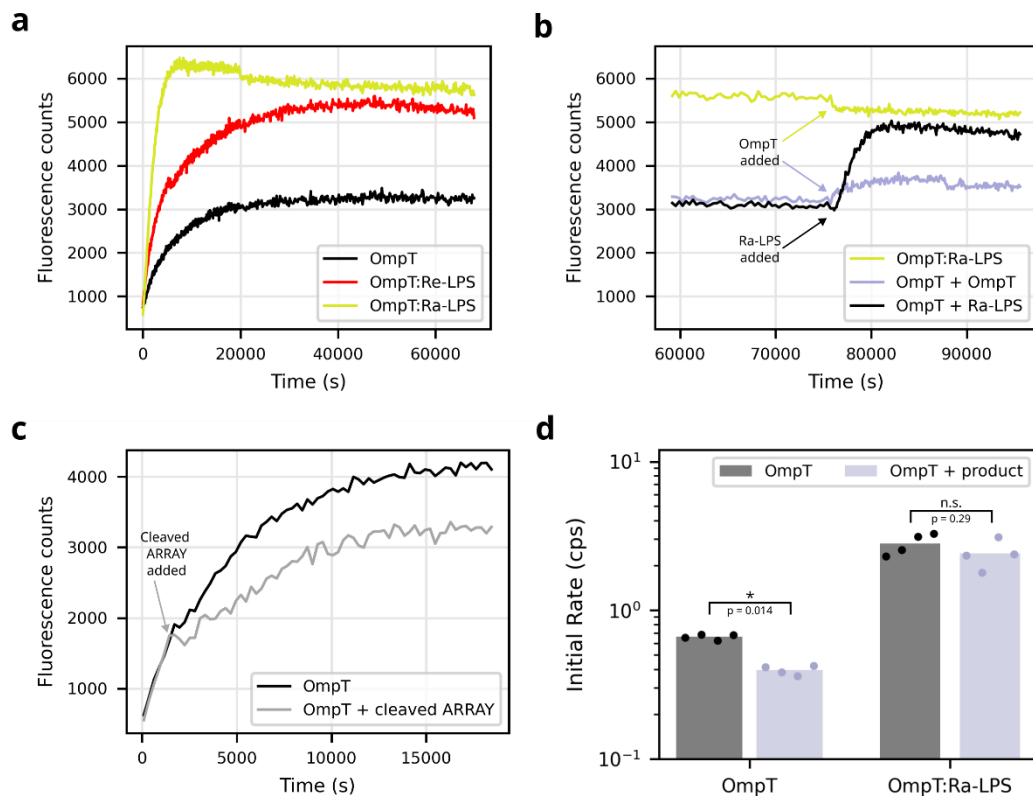 a
Fluorescence counts
6000
5000
4000
3000
2000
1000
0
20000
40000
60000
Time (s)
OmpT
OmpT:Re-LPS
OmpT:Ra-LPS
b
Fluorescence counts
6000
5000
4000
3000
2000
1000
60000
70000
80000
90000
Time (s)
OmpT
added
Ra-LPS
added
OmpT:Ra-LPS
OmpT + OmpT
OmpT + Ra-LPS
c
Fluorescence counts
4000
3000
2000
1000
0
5000
10000
15000
Time (s)
Cleaved
ARRAY
added
OmpT
OmpT + cleaved ARRAY
d
Initial Rate (cps)
10¹
10⁰
10⁻¹
OmpT
OmpT + product
*
p = 0.014
n.s.
p = 0.29
OmpT
OmpT:Ra-LPS